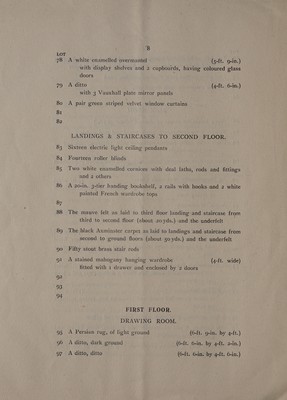 8
LOT
78 A white enamelled overmantel (5-ft. 9-in.)
with display shelves and 2 cupboards, having coloured glass
doors
79 A ditto (4-ft. 6-in.)
with 3 Vauxhall plate mirror panels
80 A pair green striped velvet window curtains
81
82
LANDINGS & STAIRCASES TO SECOND FLOOR.
83 Sixteen electric light ceiling pendants
84 Fourteen roller blinds
85 Two white enamelled cornices with deal laths, rods and fittings
and 2 others
86 A 20-in. 3-tier hanging bookshelf, 2 rails with hooks and 2 white
painted French wardrobe tops
87
88 The mauve felt as laid to third floor landing and staircase from
third to second floor (about 20 yds.) and the underfelt
89 The black Axminster carpet as laid to landings and staircase from
second to ground floors (about 50 yds.) and the underfelt
90 Fifty stout brass stair rods
91 A stained mahogany hanging wardrobe (4-ft. wide)
fitted with 1 drawer and enclosed by 2 doors
92
93
94
FIRST FLOOR.
DRAWING ROOM.
95 A Persian rug, of light ground (6-ft. 9-in. by 4-ft.)
96 A ditto, dark ground (6-ft. 6-in. by 4-ft. 2-in.)
97 A ditto, ditto (6-ft. 6-in. by 4-ft. 6-in.)